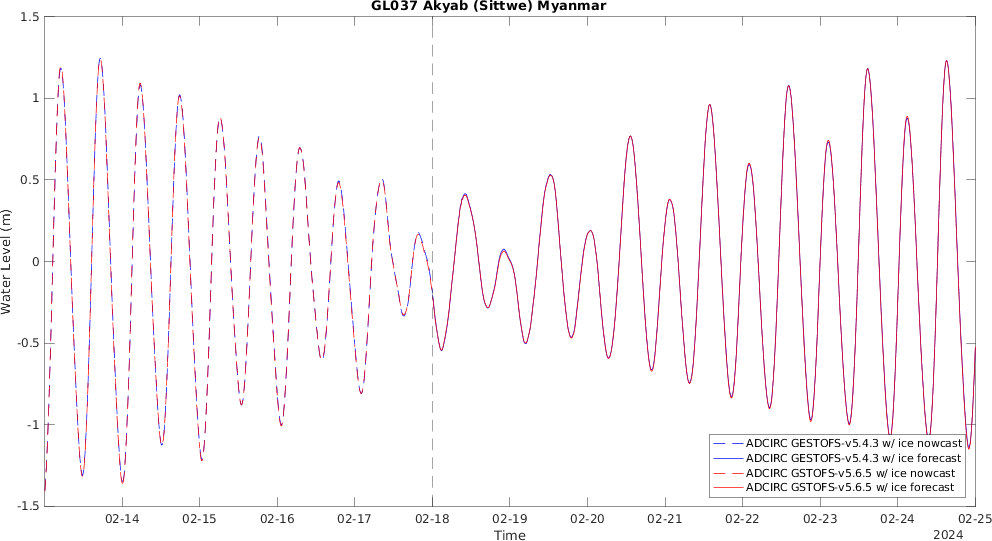 GL037 Akyab (Sittwe) Myanmar
1.5
1
0.5
0
-0.5
-1
-1.5
Water Level (m)
ADCIRC GESTOFS-v5.4.3 w/ ice nowcast
ADCIRC GESTOFS-v5.4.3 w/ ice forecast
ADCIRC GSTOFS-v5.6.5 w/ ice nowcast
ADCIRC GSTOFS-v5.6.5 w/ ice forecast
02-14 02-15 02-16 02-17 02-18 02-19 02-20 02-21 02-22 02-23 02-24 02-25
Time
2024